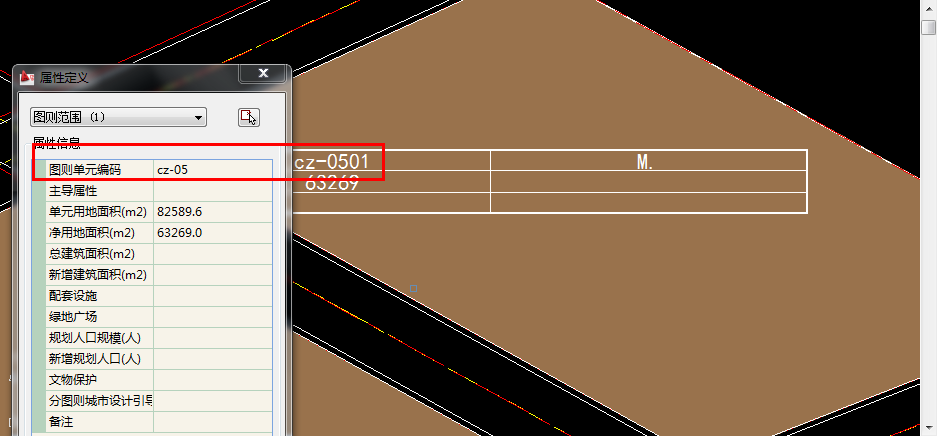 属性定义
图则范围 (1)
属性信息
图则单元编码 cz-05
主导属性
单元用地面积(m2) 82589.6
净用地面积(m2) 63269.0
总建筑面积(m2)
新增建筑面积(m2)
配套设施
绿地广场
规划人口规模(人)
新增规划人口(人)
文物保护
分图则城市设计引导
备注
cz-0501 M.
63269